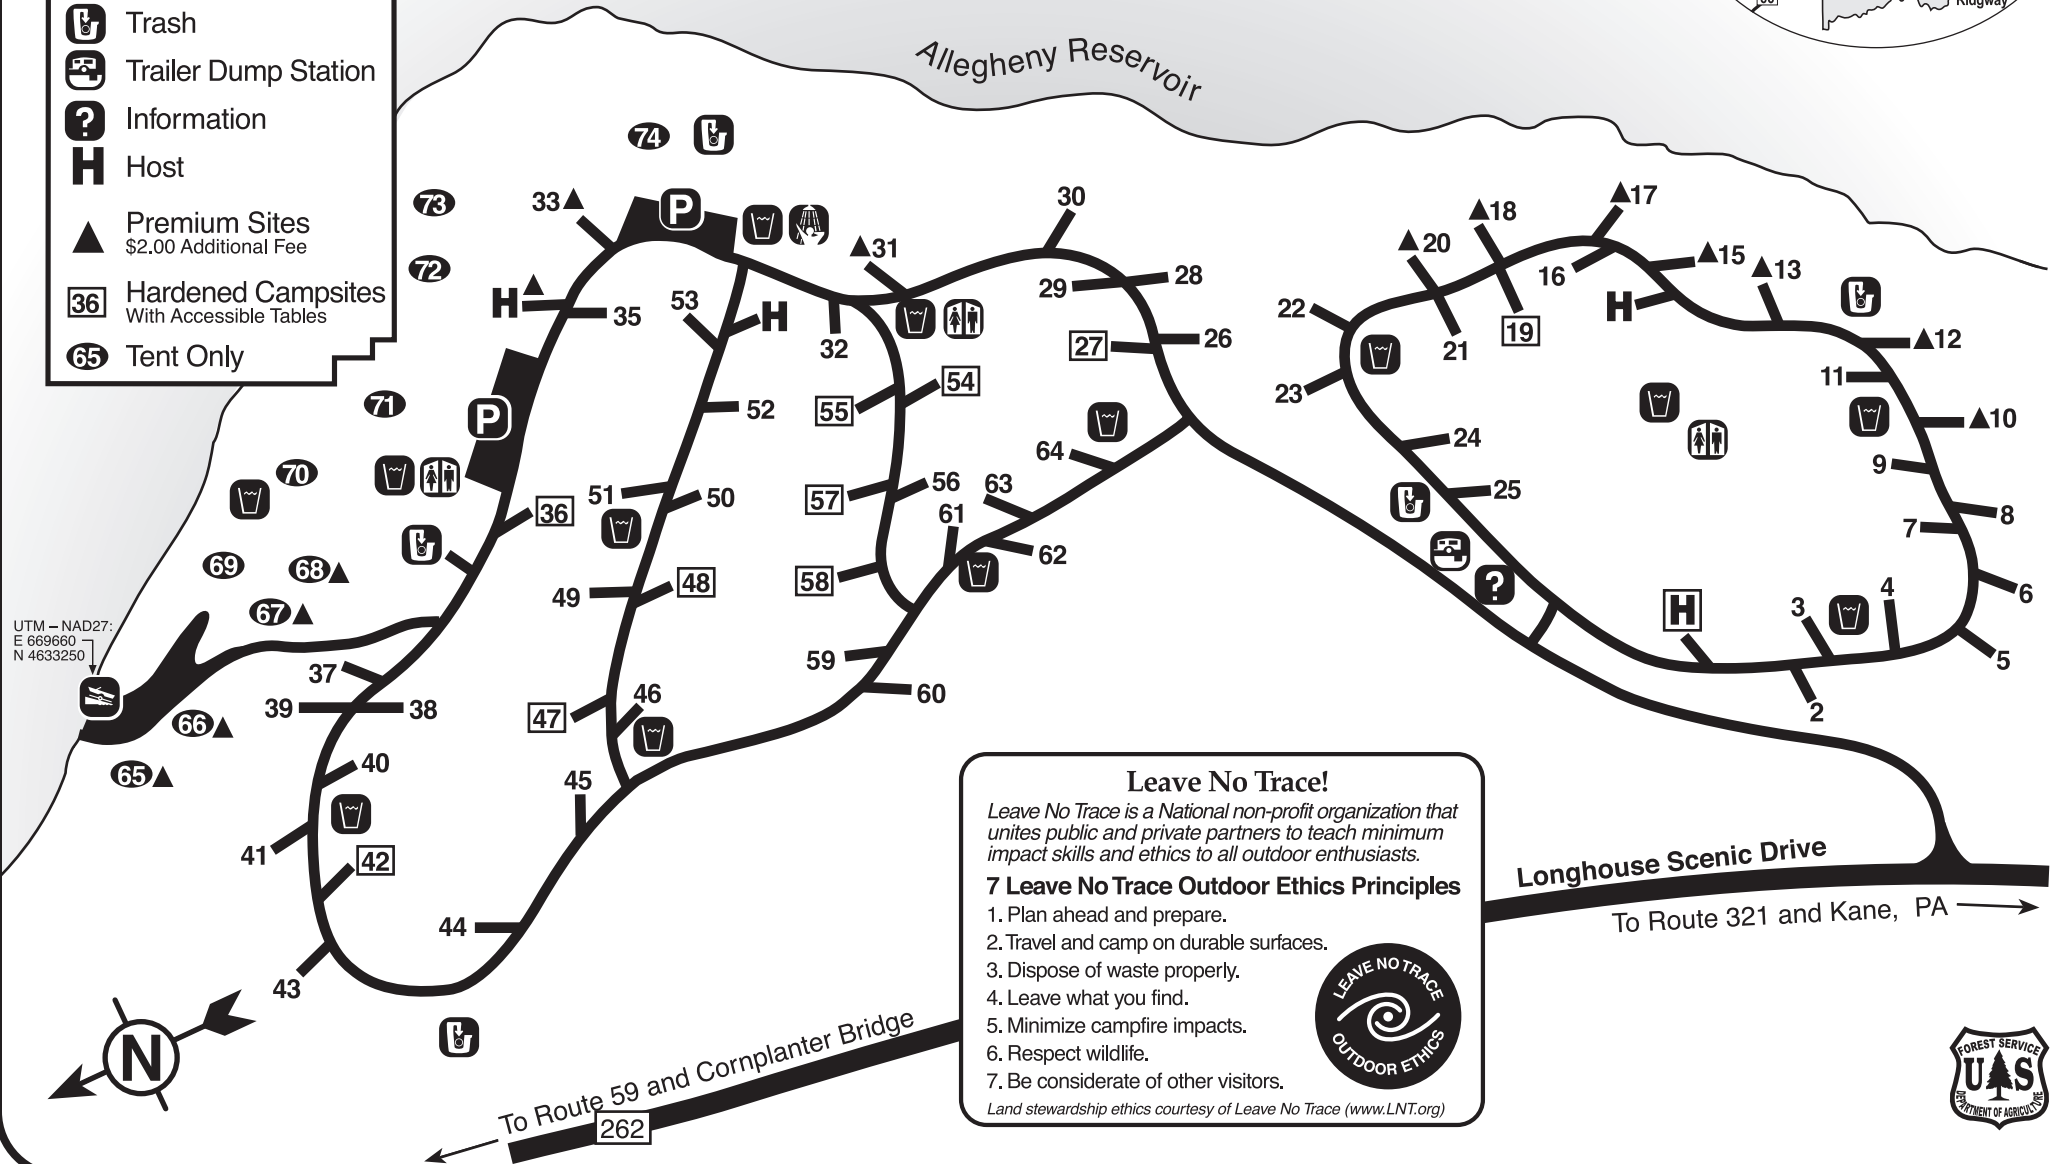 Trash
Trailer Dump Station
? Information
H Host
Premium Sites
$2.00 Additional Fee
36 Hardened Campsites
With Accessible Tables
65 Tent Only
Ridgway
Allegheny Reservoir
74
73
72
33
P
30
31
18
17
20
15
16
13
H
35
53
H
32
29
28
22
21
19
H
12
27
26
23
11
10
71
P
52
55
54
64
24
9
70
51
50
57
56
63
25
8
7
36
61
62
69
68
49
48
58
?
H
3
4
6
67
UTM – NAD27:
E 669660
N 4633250
37
59
5
39
38
47
46
60
2
66
65
40
45
41
42
44
43
Leave No Trace!
Leave No Trace is a National non-profit organization that
unites public and private partners to teach minimum
impact skills and ethics to all outdoor enthusiasts.
7 Leave No Trace Outdoor Ethics Principles
1. Plan ahead and prepare.
2. Travel and camp on durable surfaces.
3. Dispose of waste properly.
4. Leave what you find.
5. Minimize campfire impacts.
6. Respect wildlife.
7. Be considerate of other visitors.
Land stewardship ethics courtesy of Leave No Trace (www.LNT.org)
LEAVE NO TRACE
OUTDOOR ETHICS
Longhouse Scenic Drive
To Route 321 and Kane, PA
N
To Route 59 and Cornplanter Bridge
262
FOREST SERVICE
U S
DEPARTMENT OF AGRICULTURE